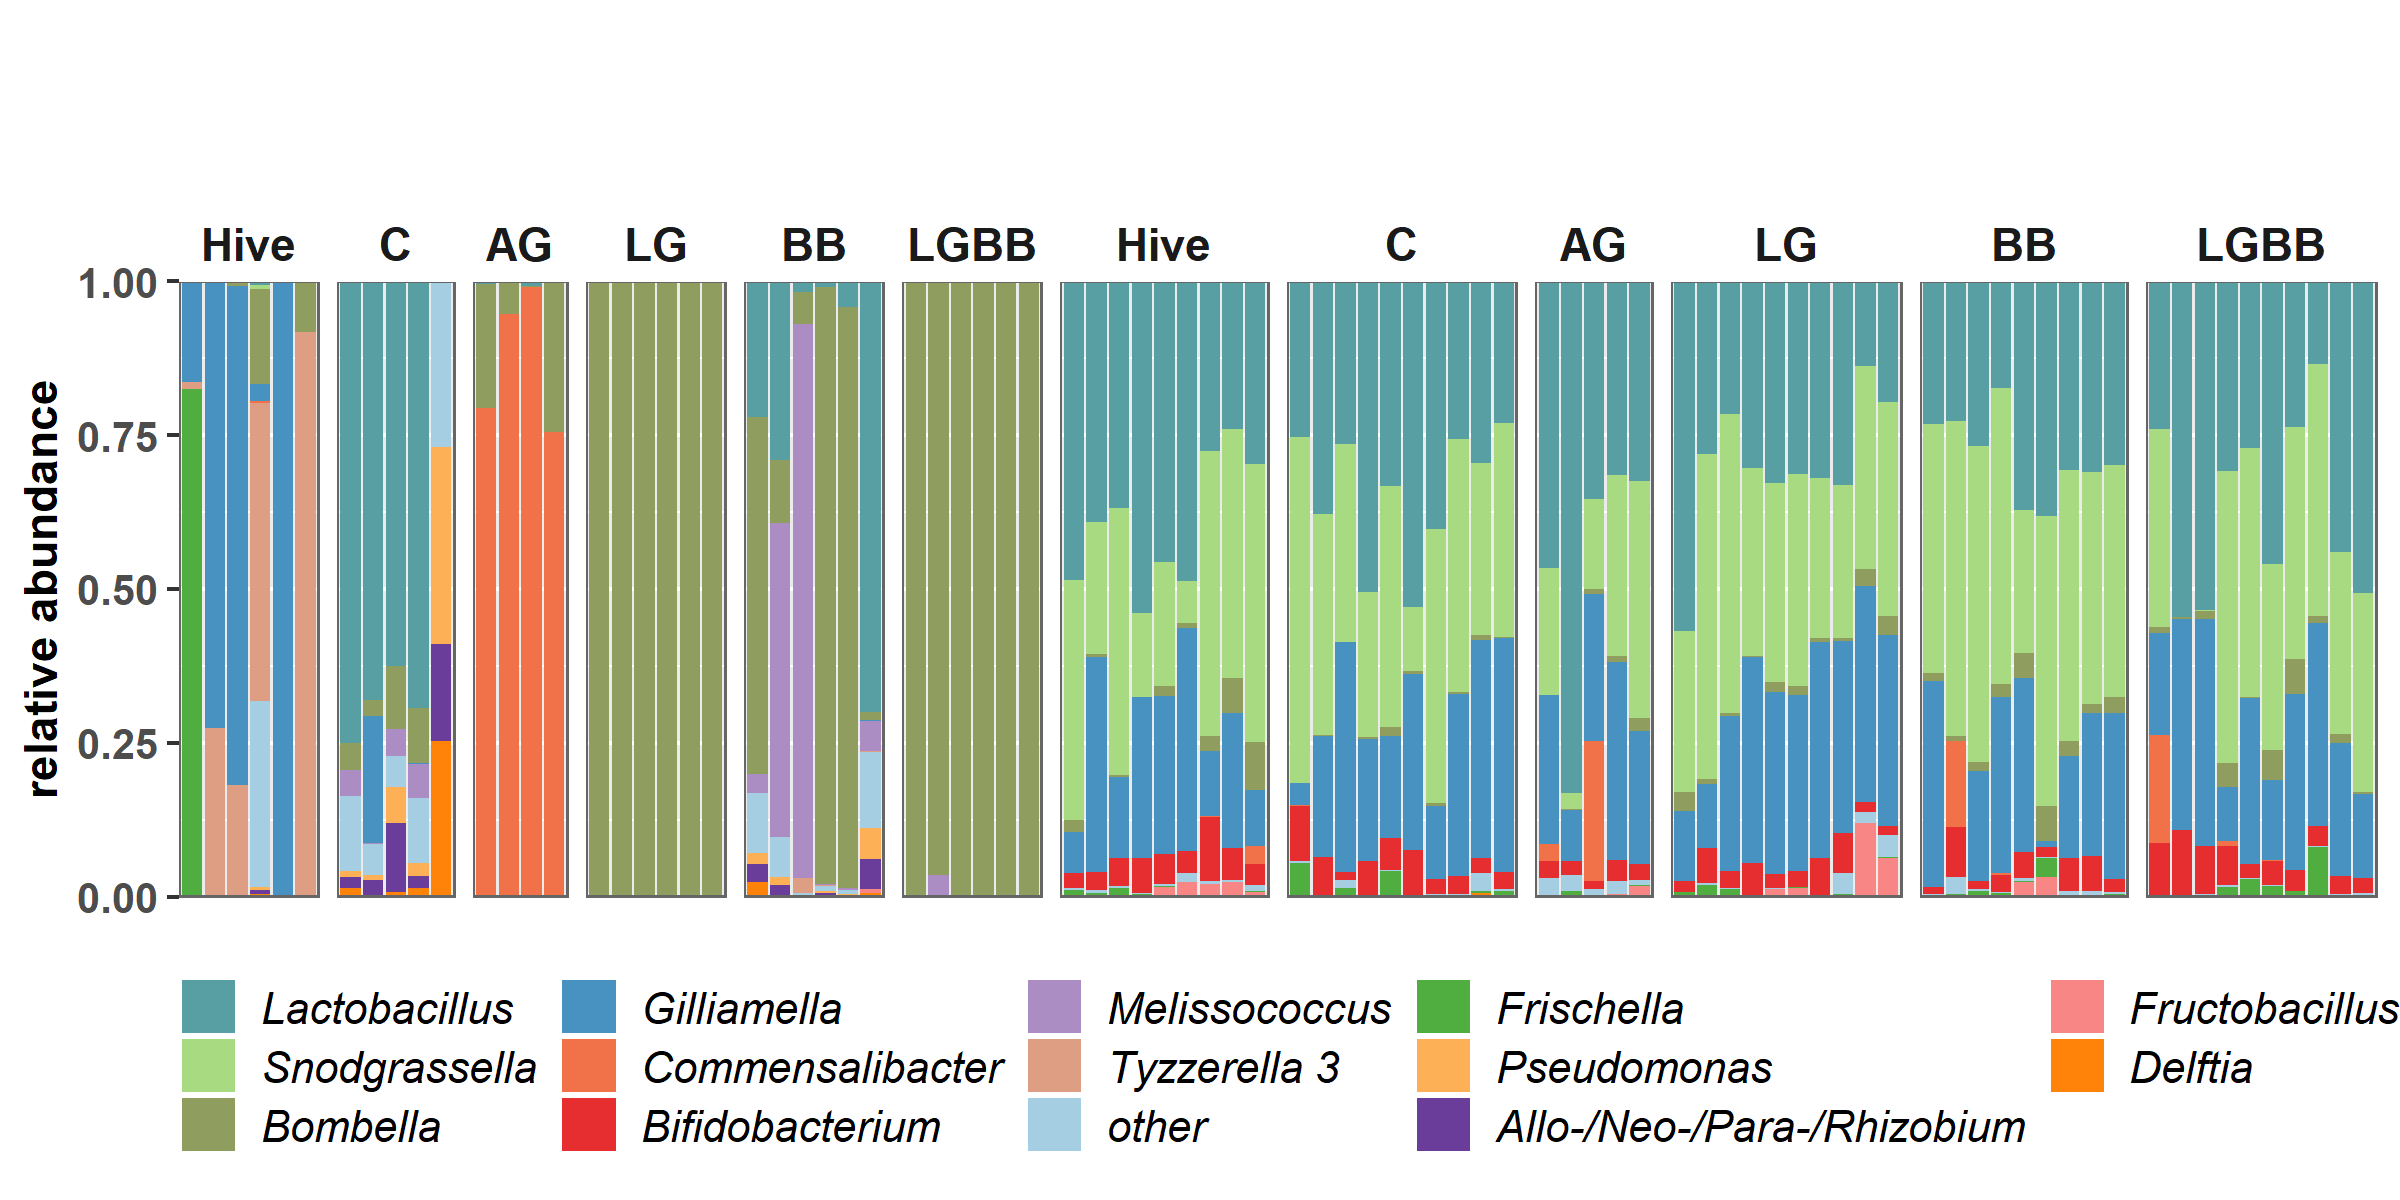 Hive C AG LG BB LGBB Hive C AG LG BB LGBB
1.00
0.75
0.50
0.25
0.00
relative abundance
Lactobacillus Gilliamella Melissococcus Frischella Fructobacillus
Snodgrassella Commensalibacter Tyzzerella 3 Pseudomonas Delftia
Bombella Bifidobacterium other Allo-/Neo-/Para-/Rhizobium